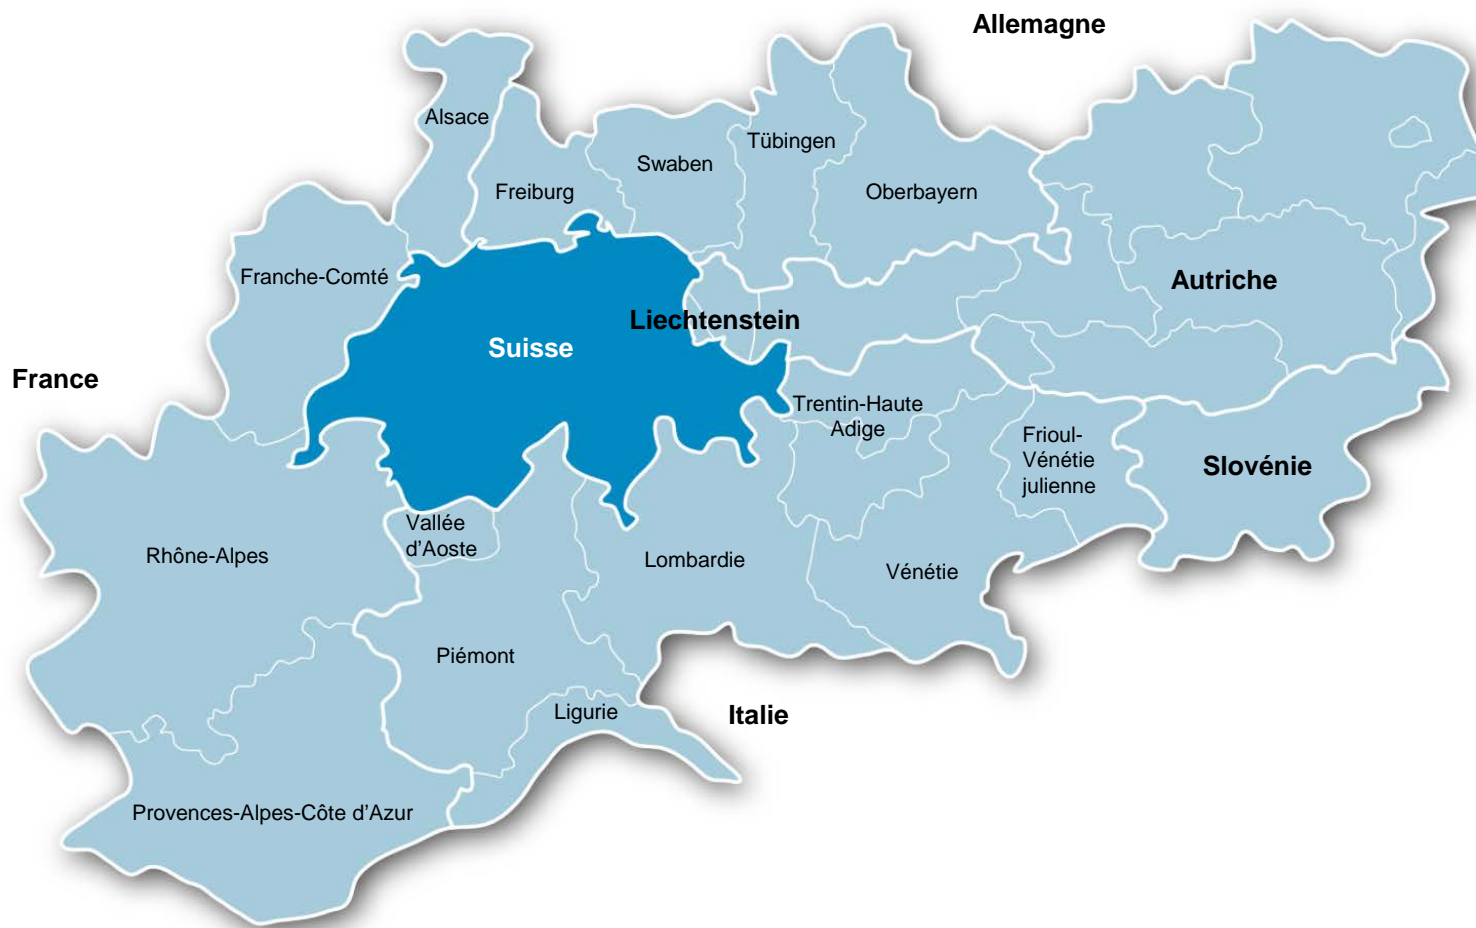 Allemagne
Alsace
Tübingen
Swaben
Freiburg
Oberbayern
Franche-Comté
Autriche
Liechtenstein
Suisse
France
Trentin-Haute
Adige
Frioul-
Vénétie
julienne
Slovénie
Vallée
d’Aoste
Rhône-Alpes
Lombardie
Vénétie
Piémont
Ligurie
Italie
Provences-Alpes-Côte d’Azur